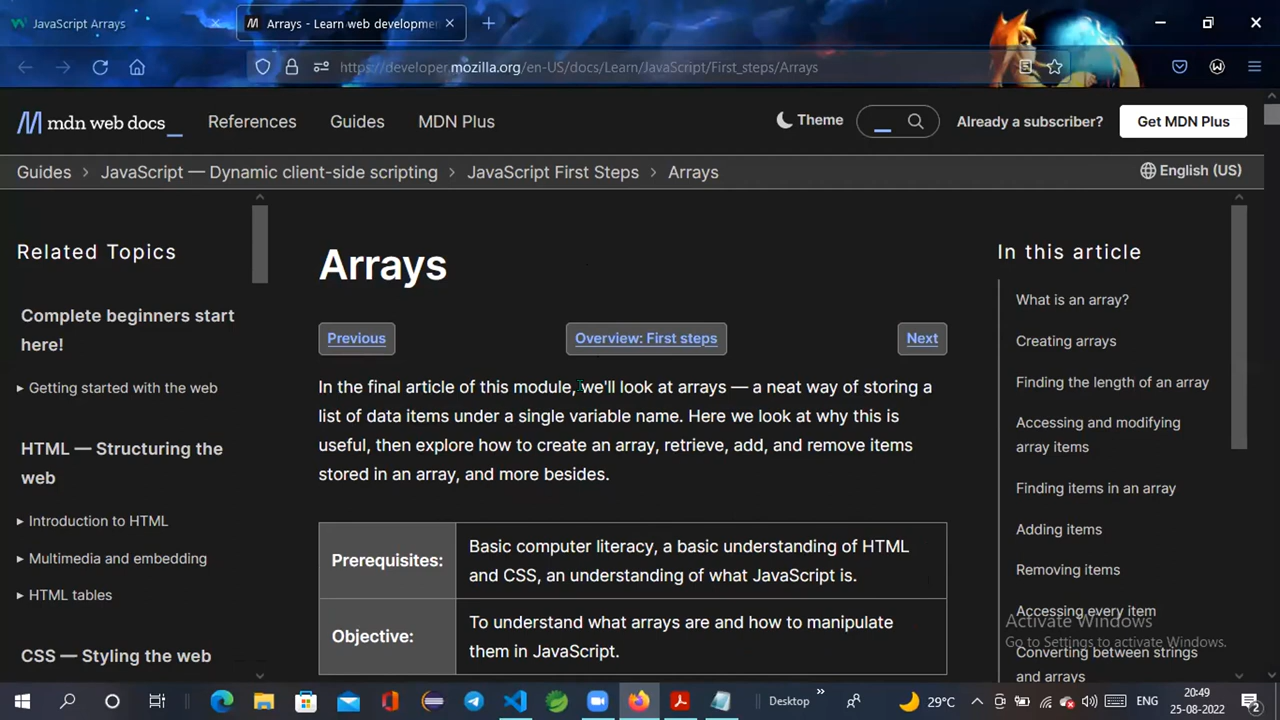 JavaScript Arrays
Arrays - Learn web developme
https://developer.mozilla.org/en-US/docs/Learn/JavaScript/First_steps/Arrays
mdn web docs_
References
Guides
MDN Plus
Theme
Already a subscriber?
Get MDN Plus
Guides
JavaScript — Dynamic client-side scripting
JavaScript First Steps
Arrays
English (US)
Related Topics
Complete beginners start
here!
Getting started with the web
HTML — Structuring the
web
Introduction to HTML
Multimedia and embedding
HTML tables
CSS — Styling the web
Arrays
Previous
Overview: First steps
Next
In the final article of this module, we'll look at arrays — a neat way of storing a
list of data items under a single variable name. Here we look at why this is
useful, then explore how to create an array, retrieve, add, and remove items
stored in an array, and more besides.
Prerequisites:
Basic computer literacy, a basic understanding of HTML
and CSS, an understanding of what JavaScript is.
Objective:
To understand what arrays are and how to manipulate
them in JavaScript.
In this article
What is an array?
Creating arrays
Finding the length of an array
Accessing and modifying
array items
Finding items in an array
Adding items
Removing items
Accessing every item
Converting between strings
and arrays
Activate Windows
Go to Settings to activate Windows.
Desktop
29°C
ENG
20:49
25-08-2022
2